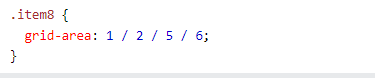 .item8 {
grid-area: 1 / 2 / 5 / 6;
}